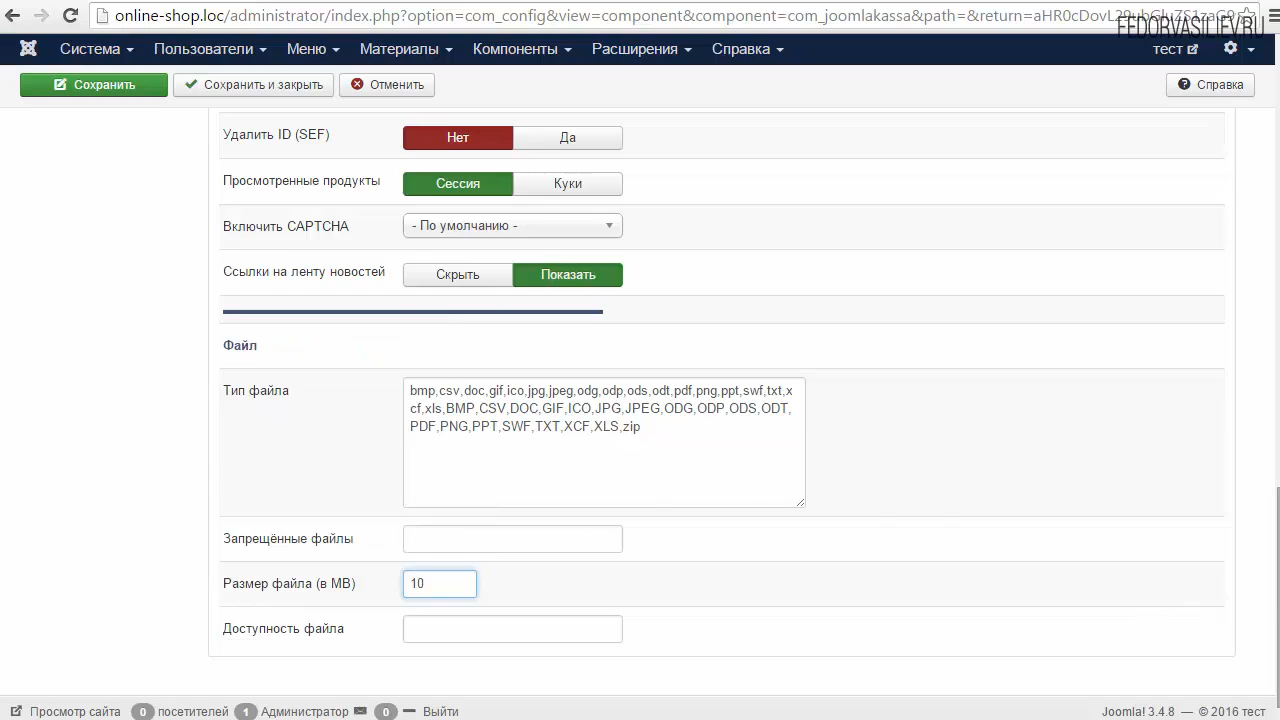 online-shop.loc/administrator/index.php?option=com_config&view=component&component=com_joomlakassa&path=&return=
FEDORVASILIEV.RU
Система Пользователи Меню Материалы Компоненты Расширения Справка тест
Сохранить Сохранить и закрыть Отменить Справка
Удалить ID (SEF) Нет Да
Просмотренные продукты Сессия Куки
Включить CAPTCHA - По умолчанию -
Ссылки на ленту новостей Скрыть Показать
Файл
Тип файла bmp,csv,doc,gif,ico,jpg,jpeg,odg,odp,ods,odt,pdf,png,ppt,swf,txt,x
cf,xls,BMP,CSV,DOC,GIF,ICO,JPG,JPEG,ODG,ODP,ODS,ODT,
PDF,PNG,PPT,SWF,TXT,XCF,XLS,zip
Запрещённые файлы
Размер файла (в MB) 10
Доступность файла
Просмотр сайта 0 посетителей 1 Администратор 0 Выйти Joomla! 3.4.8 — © 2016 тест